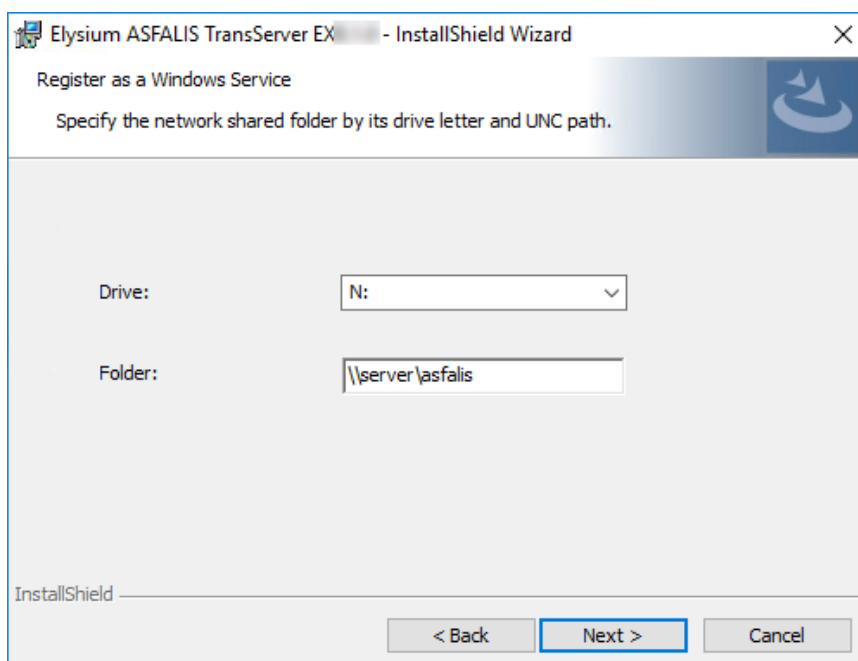 Elysium ASFALIS TransServer EX - InstallShield Wizard
Register as a Windows Service
Specify the network shared folder by its drive letter and UNC path.
Drive: N:
Folder: \\server\asfalis
InstallShield
< Back Next > Cancel